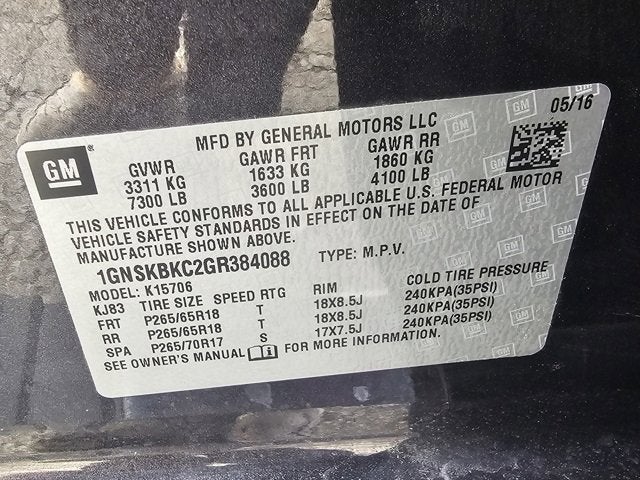 05/16
MFD BY GENERAL MOTORS LLC
GM
GVWR GAWR FRT GAWR RR
3311 KG 1633 KG 1860 KG
7300 LB 3600 LB 4100 LB
THIS VEHICLE CONFORMS TO ALL APPLICABLE U.S. FEDERAL MOTOR
VEHICLE SAFETY STANDARDS IN EFFECT ON THE DATE OF
MANUFACTURE SHOWN ABOVE.
1GNSKBKC2GR384088 TYPE: M.P.V.
MODEL: K15706
KJ83 TIRE SIZE SPEED RTG RIM COLD TIRE PRESSURE
FRT P265/65R18 T 18X8.5J 240KPA(35PSI)
RR P265/65R18 T 18X8.5J 240KPA(35PSI)
SPA P265/70R17 S 17X7.5J 240KPA(35PSI)
SEE OWNER'S MANUAL FOR MORE INFORMATION.